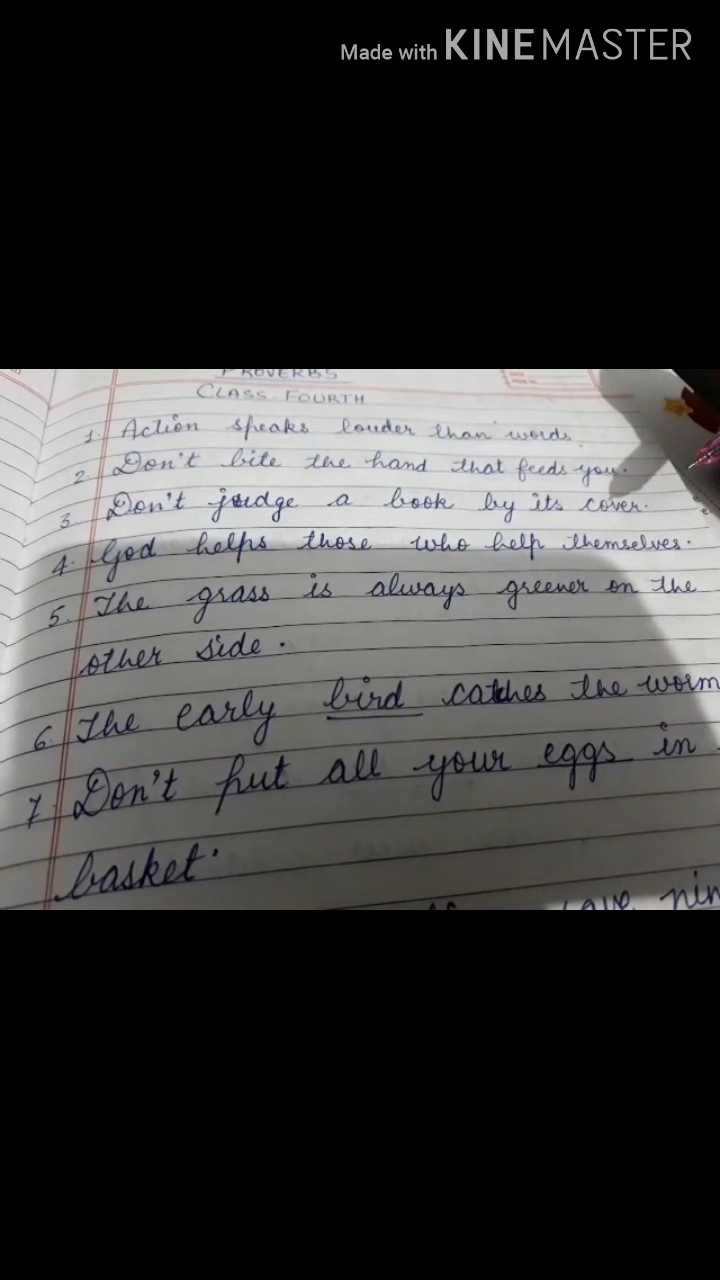 Made with KINEMASTER
PROVERBS
CLASS-FOURTH
1. Action speaks louder than words.
2. Don't bite the hand that feeds you.
3. Don't judge a book by its cover.
4. God helps those who help themselves.
5. The grass is always greener on the
other side.
6. The early bird catches the worm
7. Don't put all your eggs in
basket.